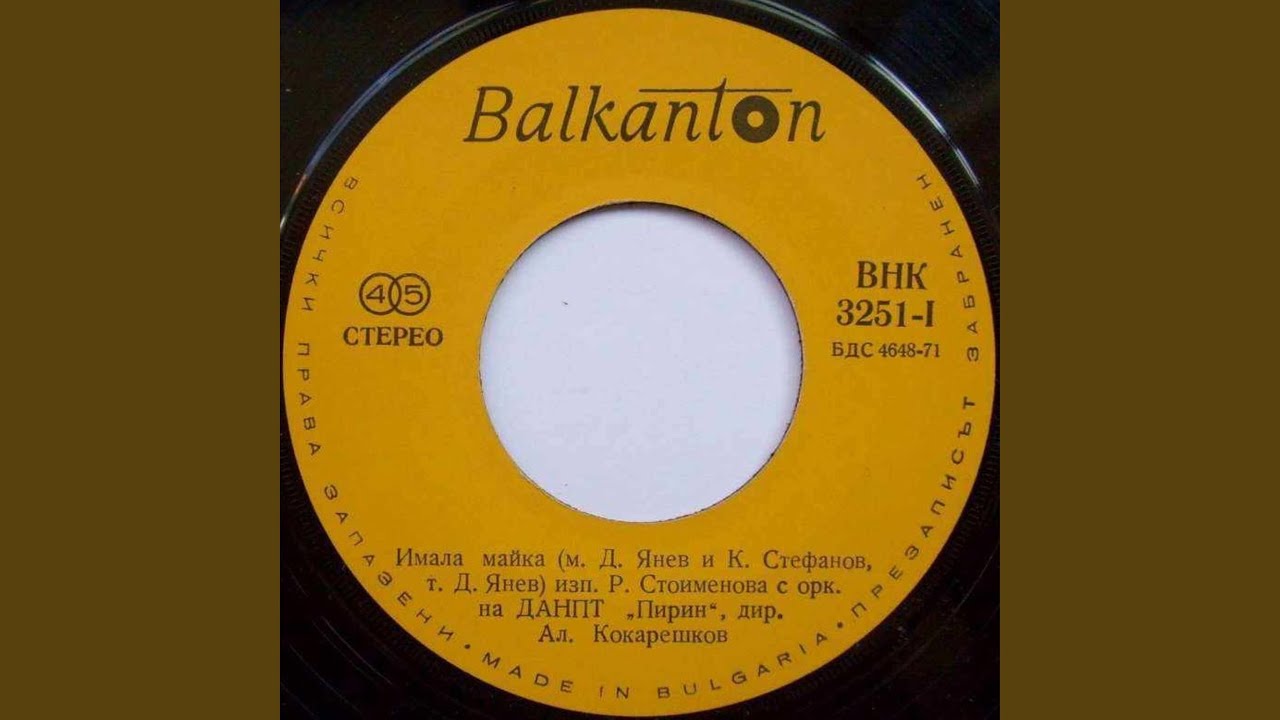 Balkanton
45
СТЕРЕО
ВНК
3251-I
БДС 4648-71
Имала майка (м. Д. Янев и К. Стефанов,
т. Д. Янев) изп. Р. Стоименова с орк.
на ДАНПТ „Пирин“, дир.
Ал. Кокарешков
ВСИЧКИ ПРАВА ЗАПАЗЕНИ • MADE IN BULGARIA • ПРЕЗАПИСЪТ ЗАБРАНЕН